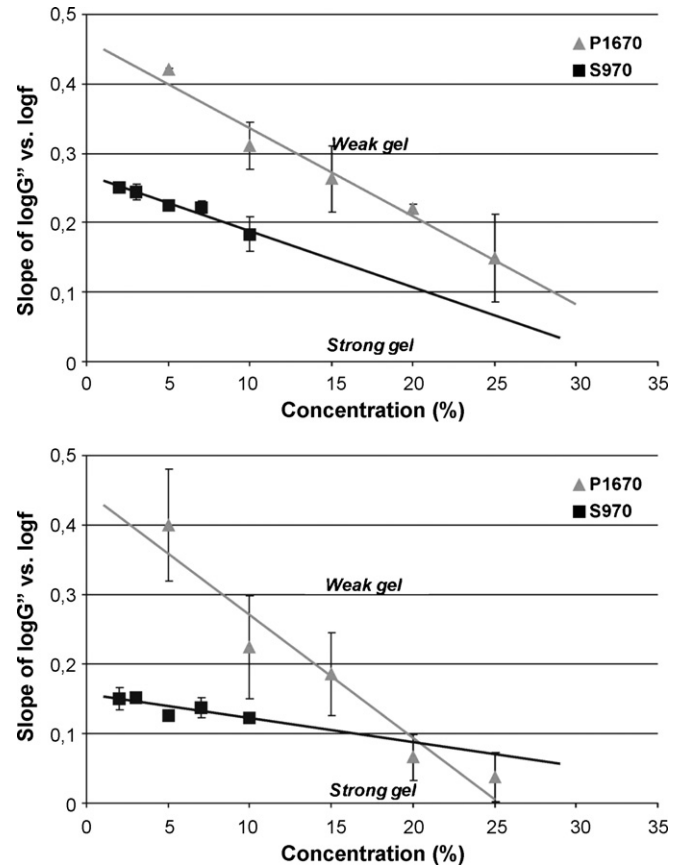 0,5
0,4
0,3
0,2
0,1
0
Slope of logG” vs. logf
P1670
S970
Weak gel
Strong gel
0 5 10 15 20 25 30 35
Concentration (%)
0,5
0,4
0,3
0,2
0,1
0
Slope of logG” vs. logf
P1670
S970
Weak gel
Strong gel
0 5 10 15 20 25 30 35
Concentration (%)